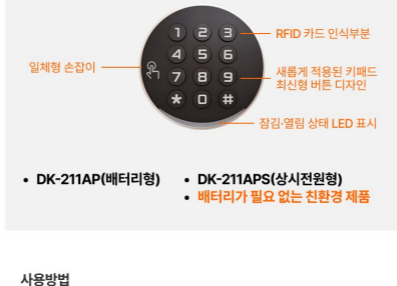 1 2 3
4 5 6
7 8 9
* 0 #
RFID 카드 인식부분
일체형 손잡이
새롭게 적용된 키패드
최신형 버튼 디자인
잠김·열림 상태 LED 표시
• DK-211AP(배터리형)
• DK-211APS(상시전원형)
• 배터리가 필요 없는 친환경 제품
사용방법